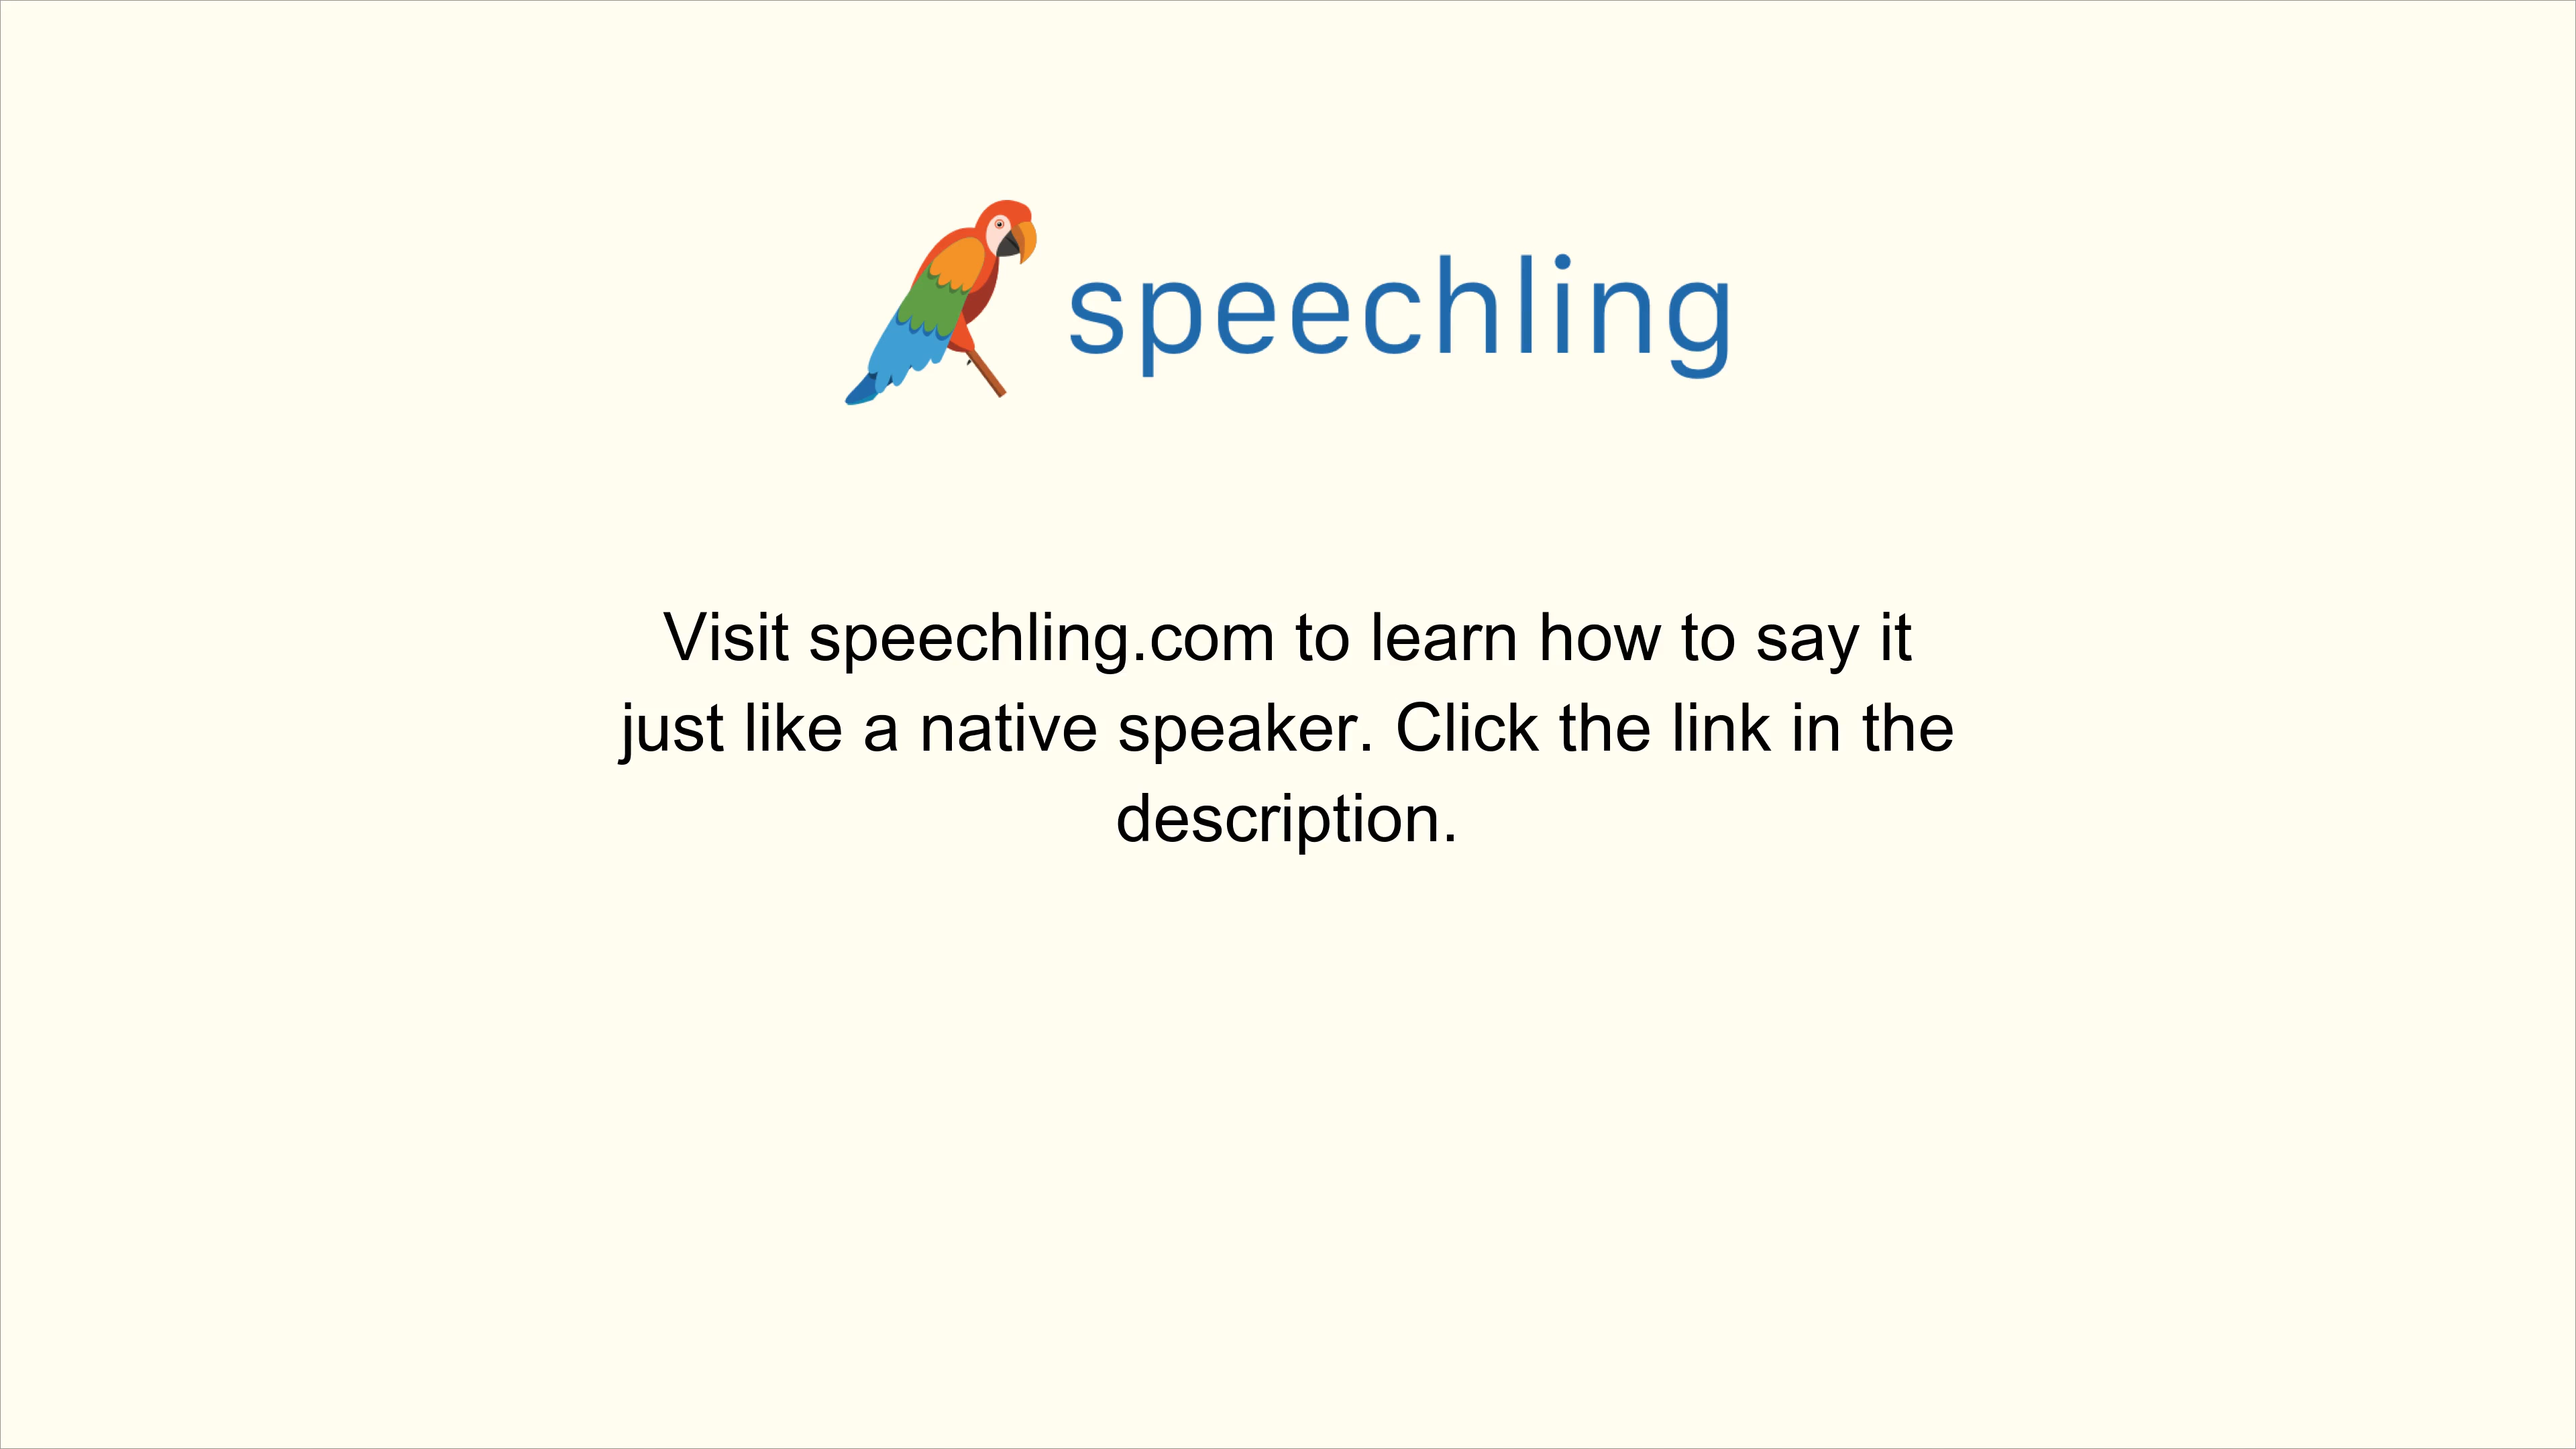 speechling
Visit speechling.com to learn how to say it
just like a native speaker. Click the link in the
description.